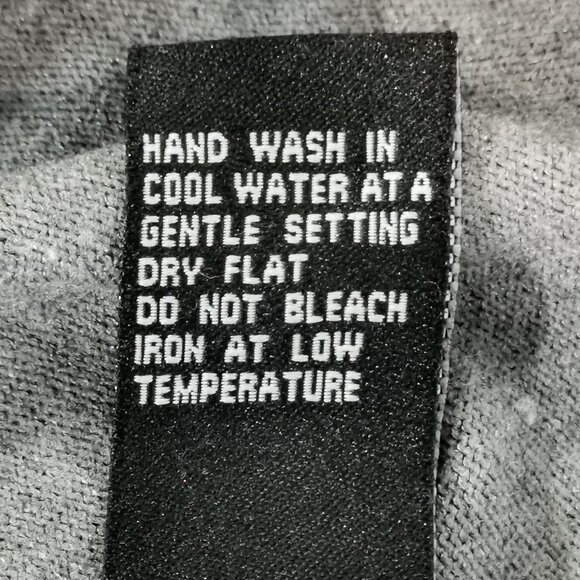 HAND WASH IN
COOL WATER AT A
GENTLE SETTING
DRY FLAT
DO NOT BLEACH
IRON AT LOW
TEMPERATURE